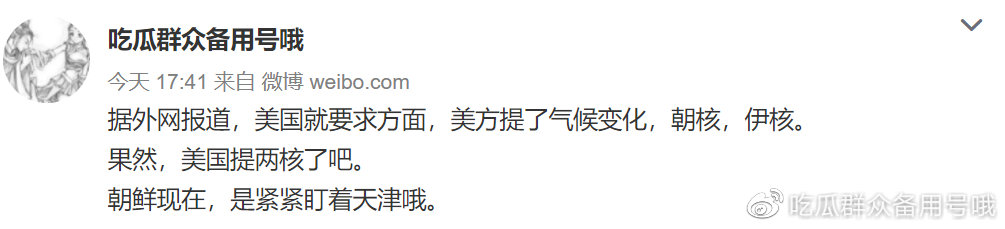 吃瓜群众备用号哦
今天 17:41 来自 微博 weibo.com
据外网报道，美国就要求方面，美方提了气候变化，朝核，伊核。
果然，美国提两核了吧。
朝鲜现在，是紧紧盯着天津哦。
吃瓜群众备用号哦